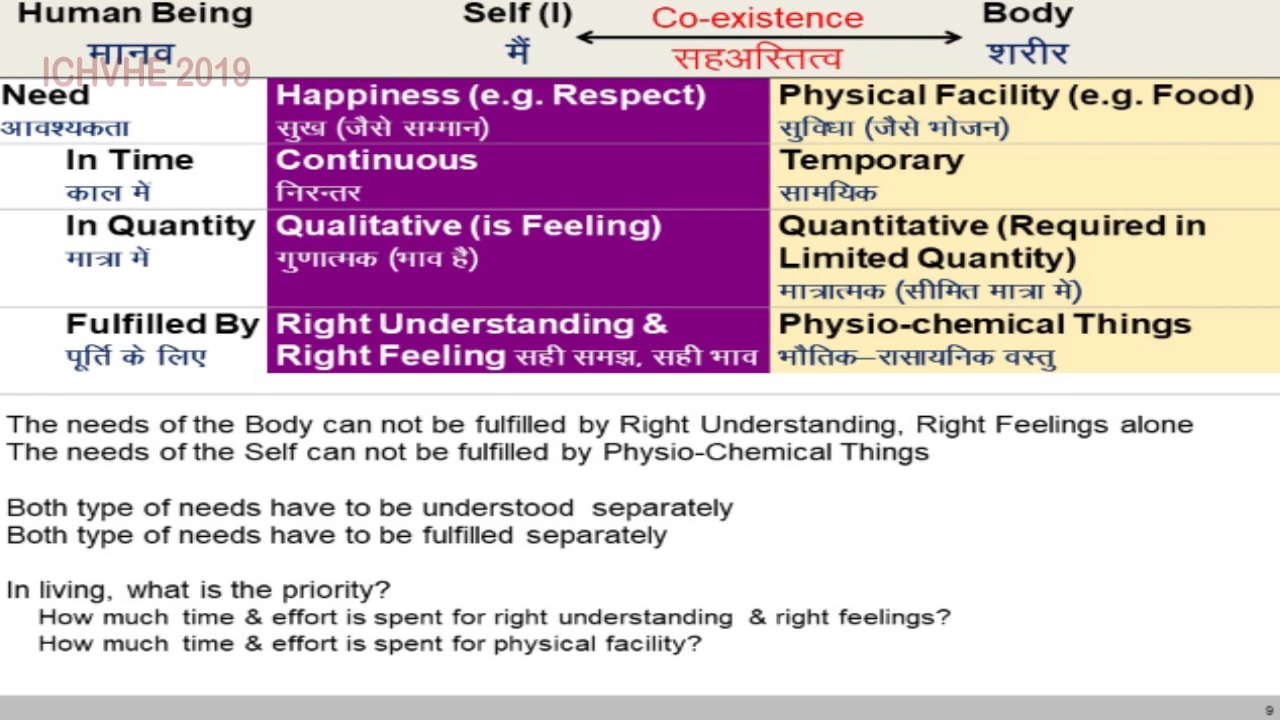 Human Being Self (I) Co-existence Body
मानव मैं सहअस्तित्व शरीर
ICHVHE 2019
Need Happiness (e.g. Respect) Physical Facility (e.g. Food)
आवश्यकता सुख (जैसे सम्मान) सुविधा (जैसे भोजन)
In Time Continuous Temporary
काल में निरन्तर सामयिक
In Quantity Qualitative (is Feeling) Quantitative (Required in
मात्रा में गुणात्मक (भाव है) Limited Quantity)
मात्रात्मक (सीमित मात्रा में)
Fulfilled By Right Understanding & Physio-chemical Things
पूर्ति के लिए Right Feeling सही समझ, सही भाव भौतिक–रासायनिक वस्तु
The needs of the Body can not be fulfilled by Right Understanding, Right Feelings alone
The needs of the Self can not be fulfilled by Physio-Chemical Things
Both type of needs have to be understood separately
Both type of needs have to be fulfilled separately
In living, what is the priority?
How much time & effort is spent for right understanding & right feelings?
How much time & effort is spent for physical facility?
9